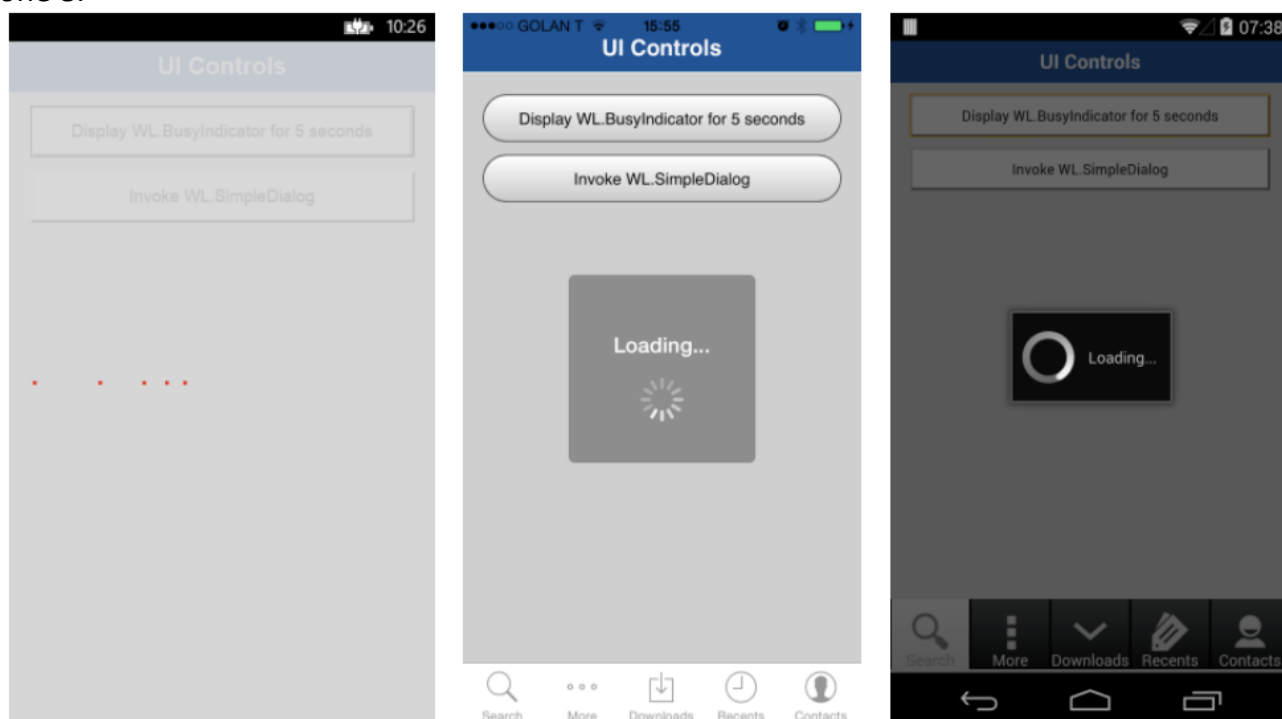 10:26
UI Controls
Display WL.BusyIndicator for 5 seconds
Invoke WL.SimpleDialog
GOLAN T 15:55
UI Controls
Display WL.BusyIndicator for 5 seconds
Invoke WL.SimpleDialog
Loading...
Search More Downloads Recents Contacts
07:38
UI Controls
Display WL.BusyIndicator for 5 seconds
Invoke WL.SimpleDialog
Loading...
Search More Downloads Recents Contacts